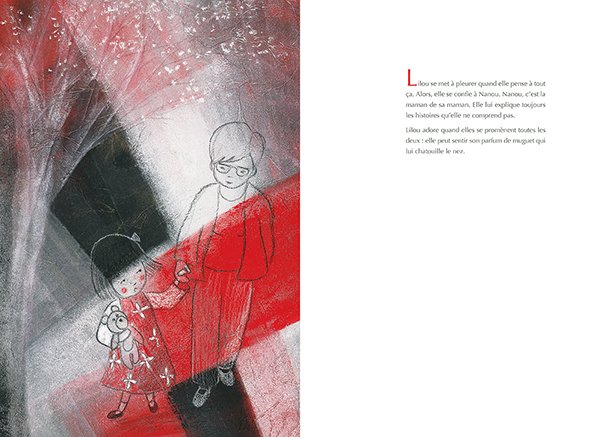 Lilou se met à pleurer quand elle pense à tout
ça. Alors, elle se confie à Nanou. Nanou, c'est la
maman de sa maman. Elle lui explique toujours
les histoires qu'elle ne comprend pas.
Lilou adore quand elles se promènent toutes les
deux : elle peut sentir son parfum de muguet qui
lui chatouille le nez.